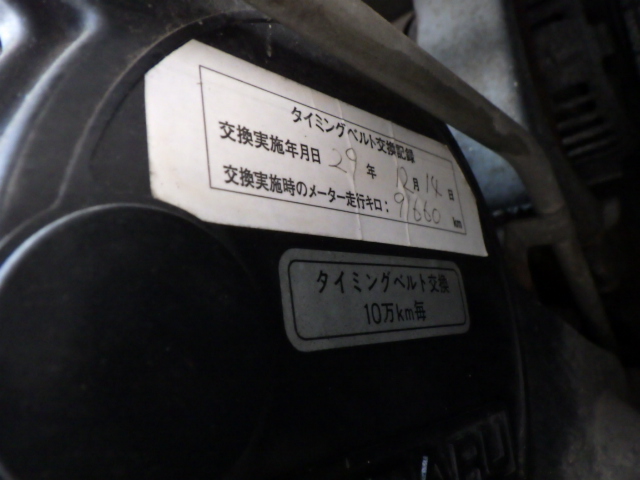 タイミングベルト交換記録
交換実施年月日 29 年 12月 14 日
交換実施時のメーター走行キロ： 91660 km
タイミングベルト交換
10万km毎